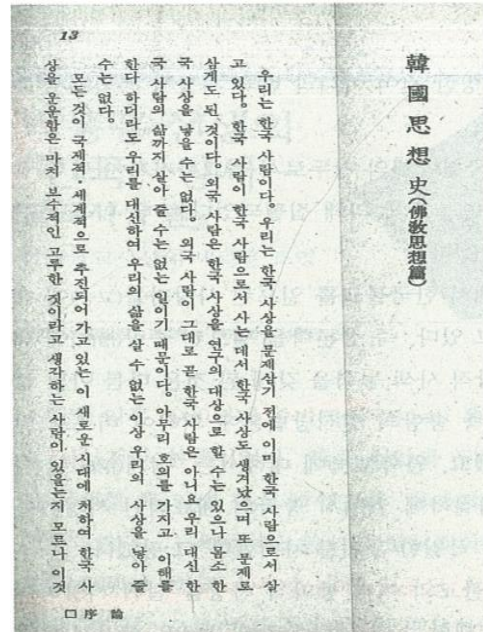 13
韓國思想史(佛敎思想篇)
우리는 한국 사람이다。우리는 한국 사상을 문제삼기 전에 이미 한국 사람으로서 살
고 있다。한국 사람이 한국 사람으로서 사는 데서 한국 사상도 생겨났으며 또 문제로
삼게도 된 것이다。외국 사람은 한국 사상을 연구의 대상으로 할 수는 있으나 몸소 한
국 사상을 낳을 수는 없다。외국 사람이 그대로 곧 한국 사람은 아니요 우리 대신 한
국 사람의 삶까지 살아 줄 수는 없는 일이기 때문이다。아무리 호의를 가지고 이해를
한다 하더라도 우리를 대신하여 우리의 삶을 살 수 없는 이상 우리의 사상을 낳아 줄
수는 없다。
모든 것이 국제적・세계적으로 추진되어 가고 있는 이 새로운 시대에 처하여 한국 사
상을 운운함은 마치 보수적인 고루한 것이라고 생각하는 사람이 있을는지 모르나 이것
口 序 論